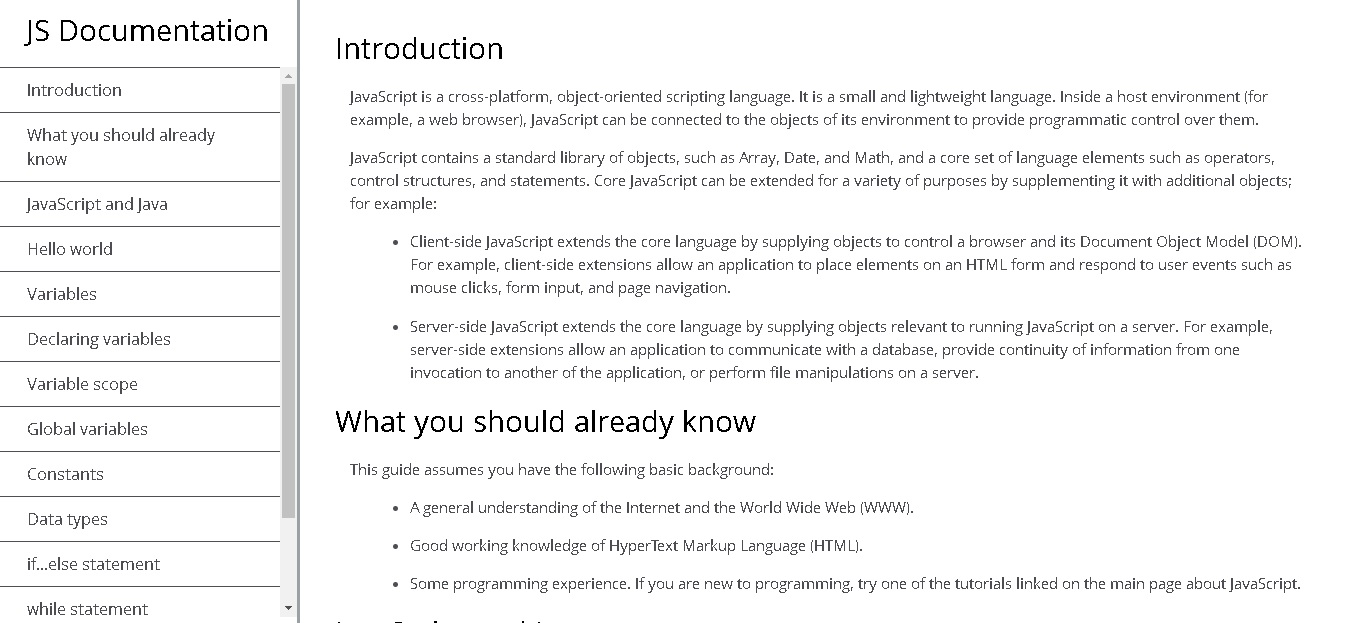 JS Documentation
Introduction
What you should already
know
JavaScript and Java
Hello world
Variables
Declaring variables
Variable scope
Global variables
Constants
Data types
if...else statement
while statement
Introduction
JavaScript is a cross-platform, object-oriented scripting language. It is a small and lightweight language. Inside a host environment (for
example, a web browser), JavaScript can be connected to the objects of its environment to provide programmatic control over them.
JavaScript contains a standard library of objects, such as Array, Date, and Math, and a core set of language elements such as operators,
control structures, and statements. Core JavaScript can be extended for a variety of purposes by supplementing it with additional objects;
for example:
• Client-side JavaScript extends the core language by supplying objects to control a browser and its Document Object Model (DOM).
For example, client-side extensions allow an application to place elements on an HTML form and respond to user events such as
mouse clicks, form input, and page navigation.
• Server-side JavaScript extends the core language by supplying objects relevant to running JavaScript on a server. For example,
server-side extensions allow an application to communicate with a database, provide continuity of information from one
invocation to another of the application, or perform file manipulations on a server.
What you should already know
This guide assumes you have the following basic background:
• A general understanding of the Internet and the World Wide Web (WWW).
• Good working knowledge of HyperText Markup Language (HTML).
• Some programming experience. If you are new to programming, try one of the tutorials linked on the main page about JavaScript.